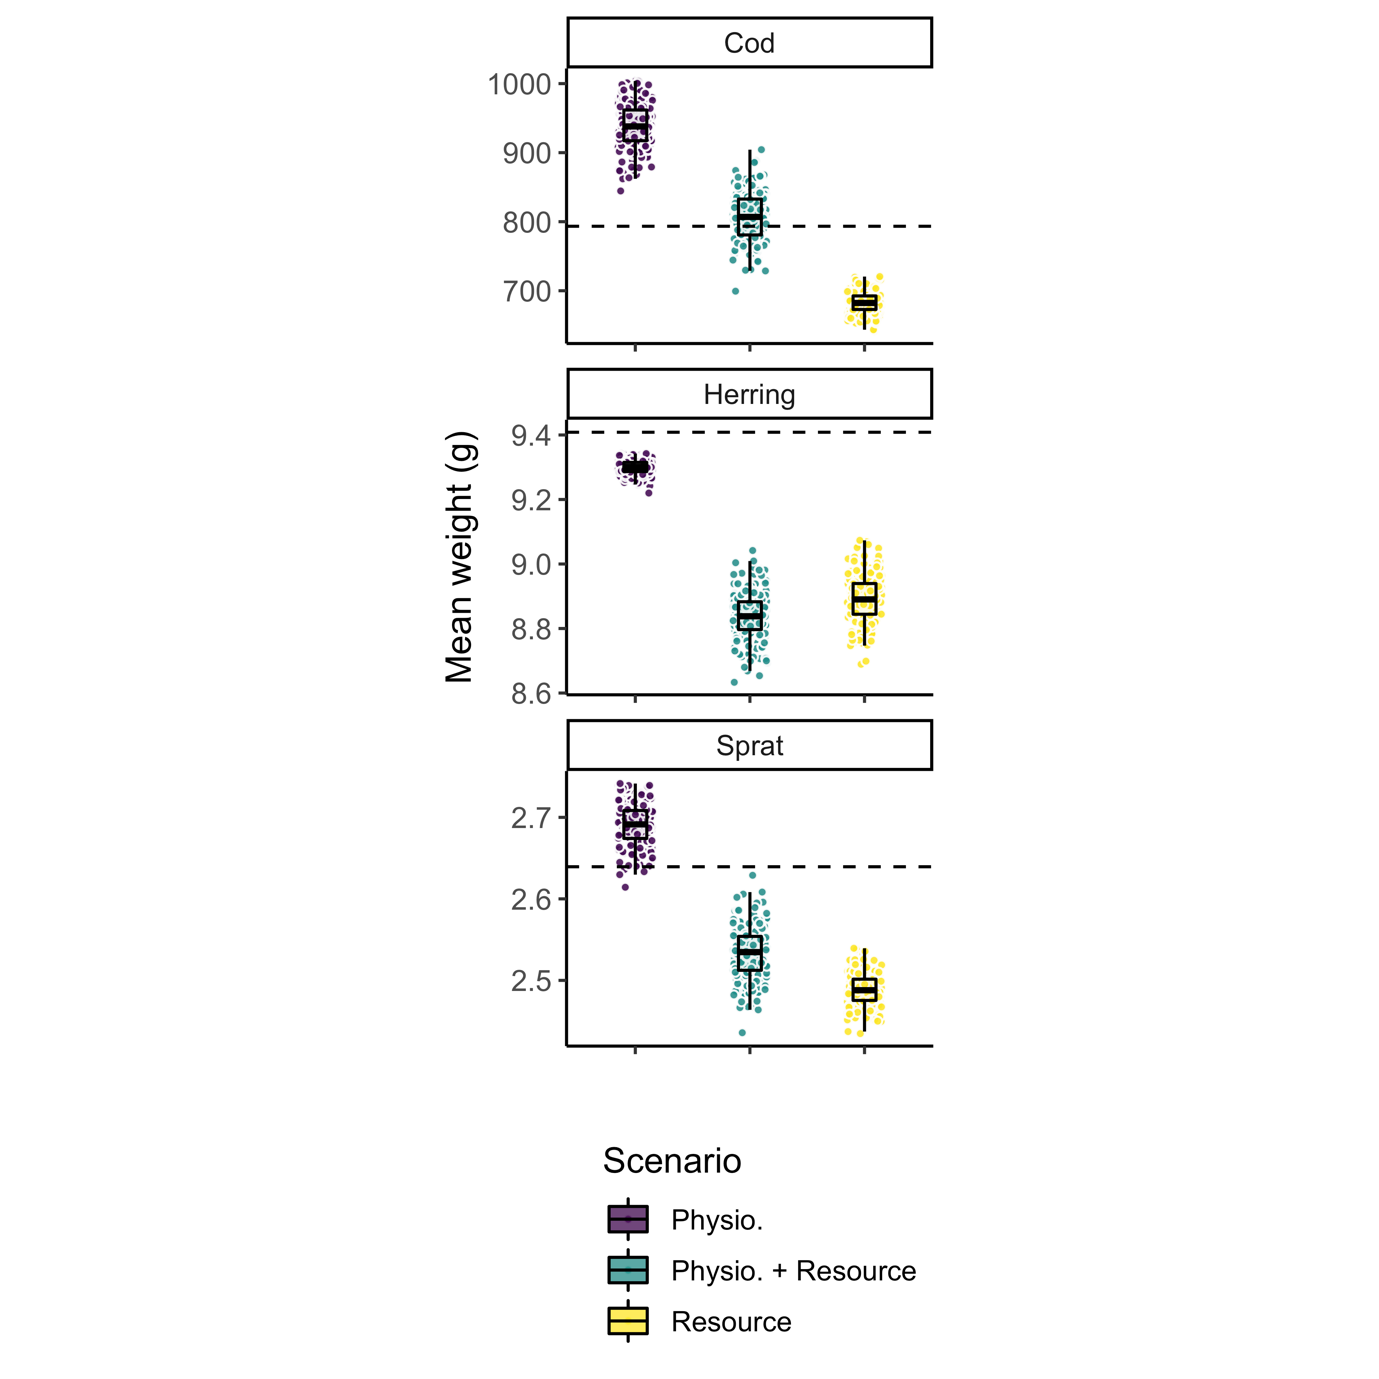 Cod
1000
900
800
700
Herring
9.4
9.2
9.0
8.8
8.6
Mean weight (g)
Sprat
2.7
2.6
2.5
Scenario
Physio.
Physio. + Resource
Resource